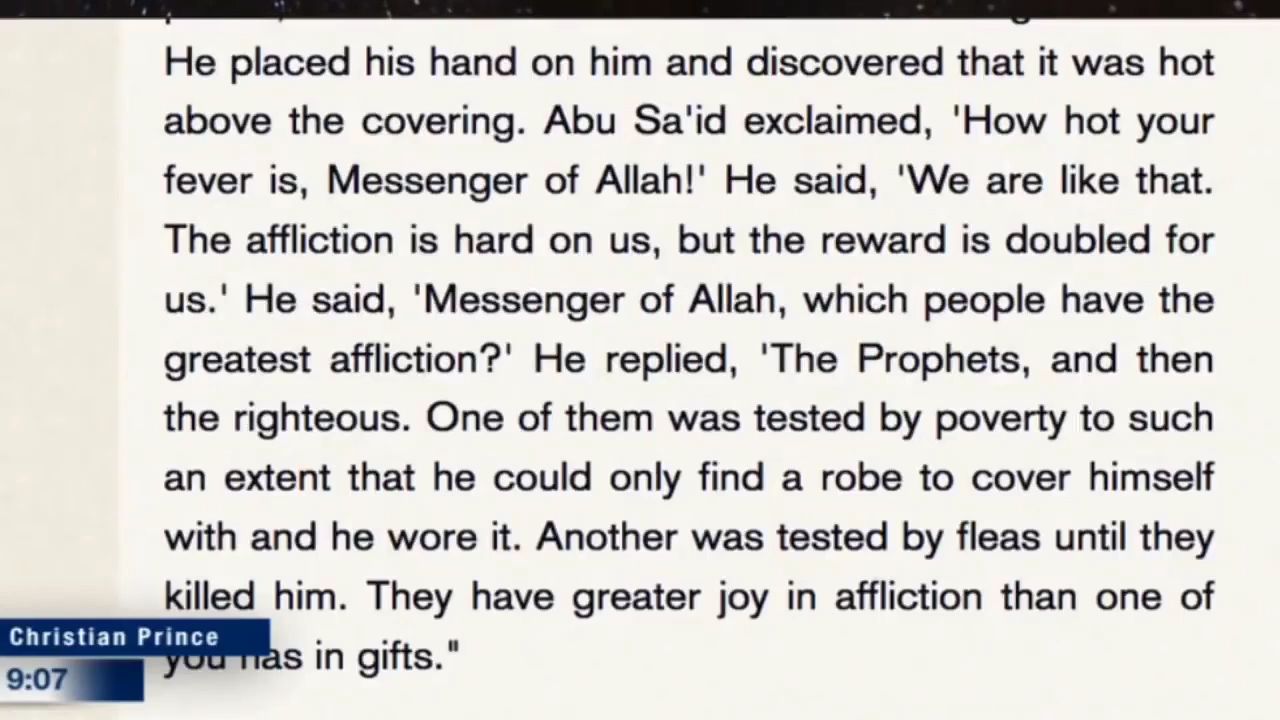 He placed his hand on him and discovered that it was hot
above the covering. Abu Sa'id exclaimed, 'How hot your
fever is, Messenger of Allah!' He said, 'We are like that.
The affliction is hard on us, but the reward is doubled for
us.' He said, 'Messenger of Allah, which people have the
greatest affliction?' He replied, 'The Prophets, and then
the righteous. One of them was tested by poverty to such
an extent that he could only find a robe to cover himself
with and he wore it. Another was tested by fleas until they
killed him. They have greater joy in affliction than one of
you has in gifts."
Christian Prince
9:07